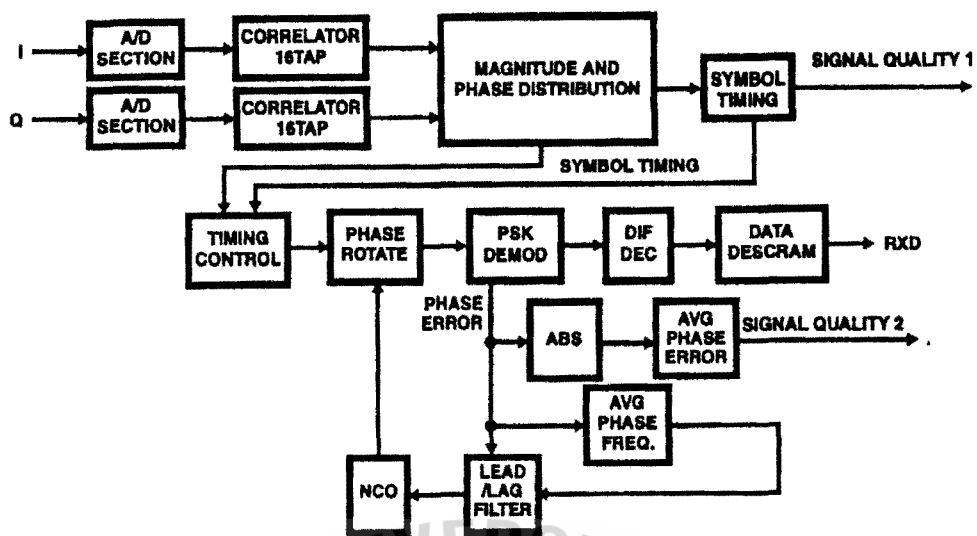 I
A/D
SECTION
CORRELATOR
16TAP
MAGNITUDE AND
PHASE DISTRIBUTION
SYMBOL
TIMING
SIGNAL QUALITY 1
Q
A/D
SECTION
CORRELATOR
16TAP
SYMBOL TIMING
TIMING
CONTROL
PHASE
ROTATE
PSK
DEMOD
DIF
DEC
DATA
DESCRAM
RXD
PHASE
ERROR
ABS
AVG
PHASE
ERROR
SIGNAL QUALITY 2
AVG
PHASE
FREQ.
NCO
LEAD
/LAG
FILTER